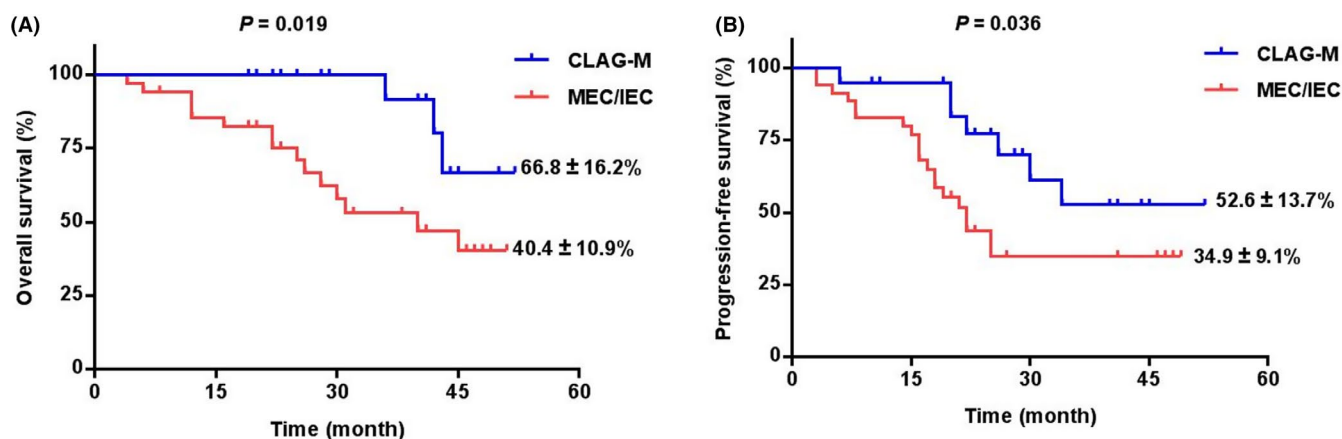 (A)
P = 0.019
CLAG-M
MEC/IEC
Overall survival (%)
100
75
50
25
0
66.8 ± 16.2%
40.4 ± 10.9%
0 15 30 45 60
Time (month)
(B)
P = 0.036
CLAG-M
MEC/IEC
Progression-free survival (%)
100
75
50
25
0
52.6 ± 13.7%
34.9 ± 9.1%
0 15 30 45 60
Time (month)